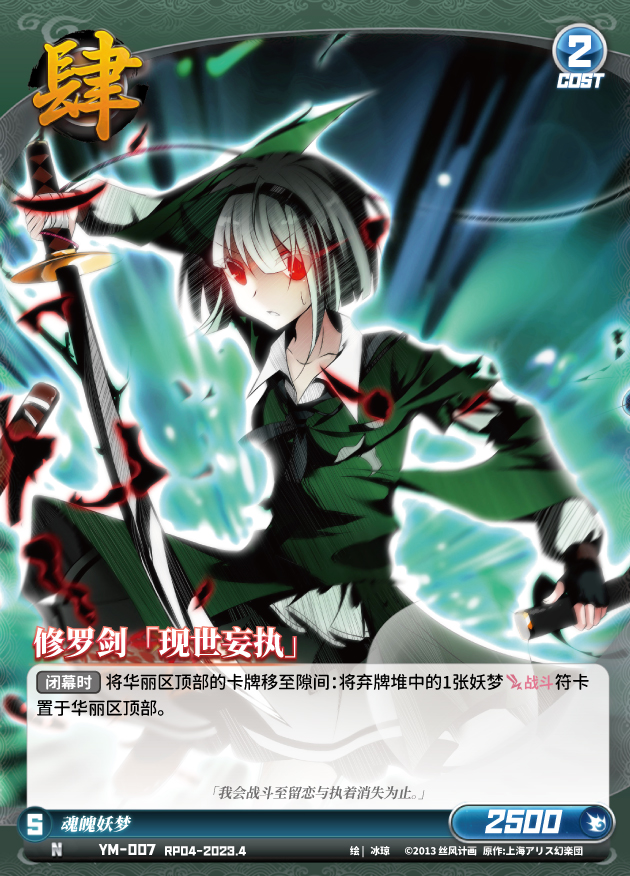 肆
2
COST
修罗剑「现世妄执」
闭幕时 将华丽区顶部的卡牌移至隙间：将弃牌堆中的1张妖梦 战斗符卡
置于华丽区顶部。
「我会战斗至留恋与执着消失为止。」
S 魂魄妖梦 2500
N YM-007 RP04-2023.4 绘| 冰琼 ©2013 丝风计画 原作:上海アリス幻楽団